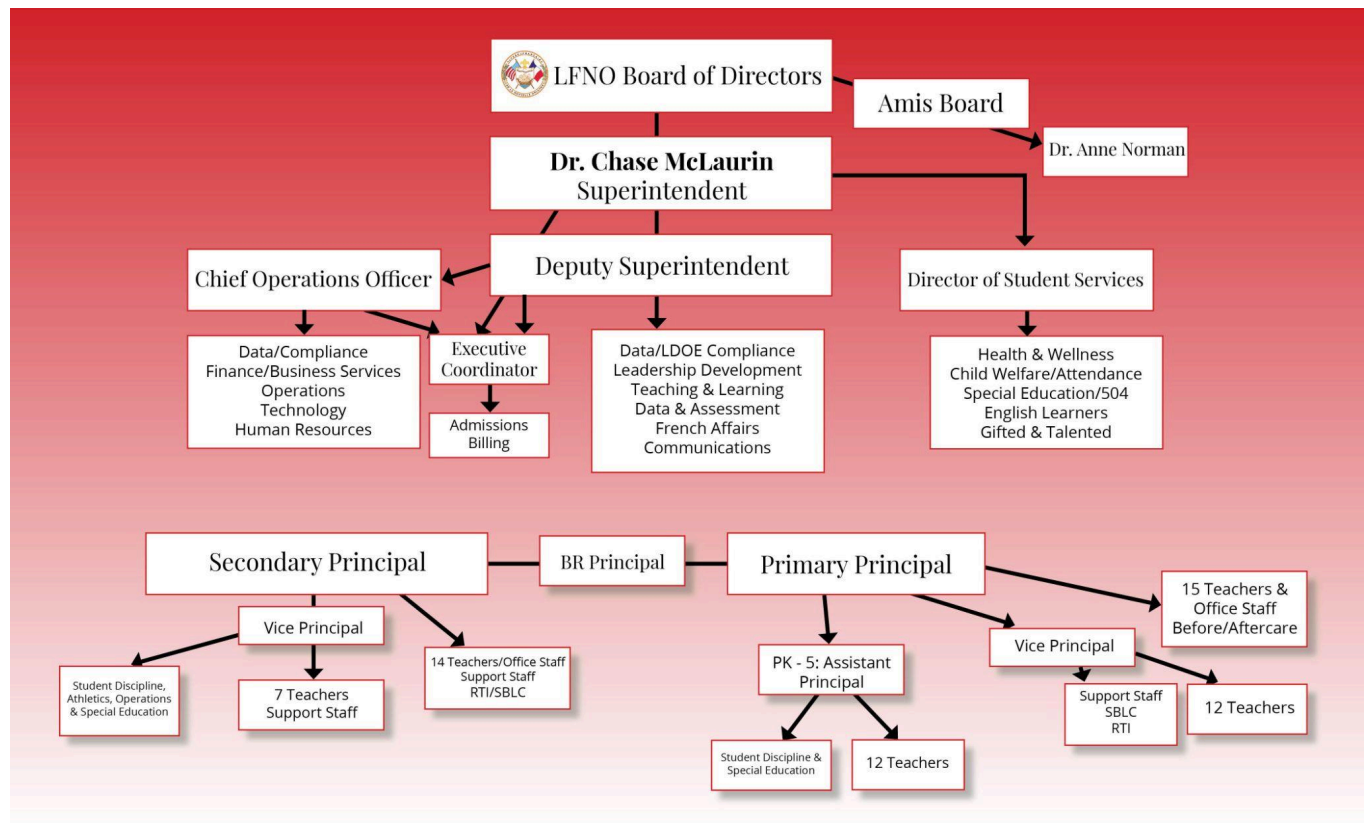 LFNO Board of Directors
Amis Board
Dr. Anne Norman
Dr. Chase McLaurin
Superintendent
Chief Operations Officer
Deputy Superintendent
Director of Student Services
Data/Compliance
Finance/Business Services
Operations
Technology
Human Resources
Executive
Coordinator
Admissions
Billing
Data/LDOE Compliance
Leadership Development
Teaching & Learning
Data & Assessment
French Affairs
Communications
Health & Wellness
Child Welfare/Attendance
Special Education/504
English Learners
Gifted & Talented
Secondary Principal
BR Principal
Primary Principal
Vice Principal
Student Discipline,
Athletics, Operations
& Special Education
7 Teachers
Support Staff
14 Teachers/Office Staff
Support Staff
RTI/SBLC
PK - 5: Assistant
Principal
Student Discipline &
Special Education
12 Teachers
Vice Principal
Support Staff
SBLC
RTI
12 Teachers
15 Teachers &
Office Staff
Before/Aftercare